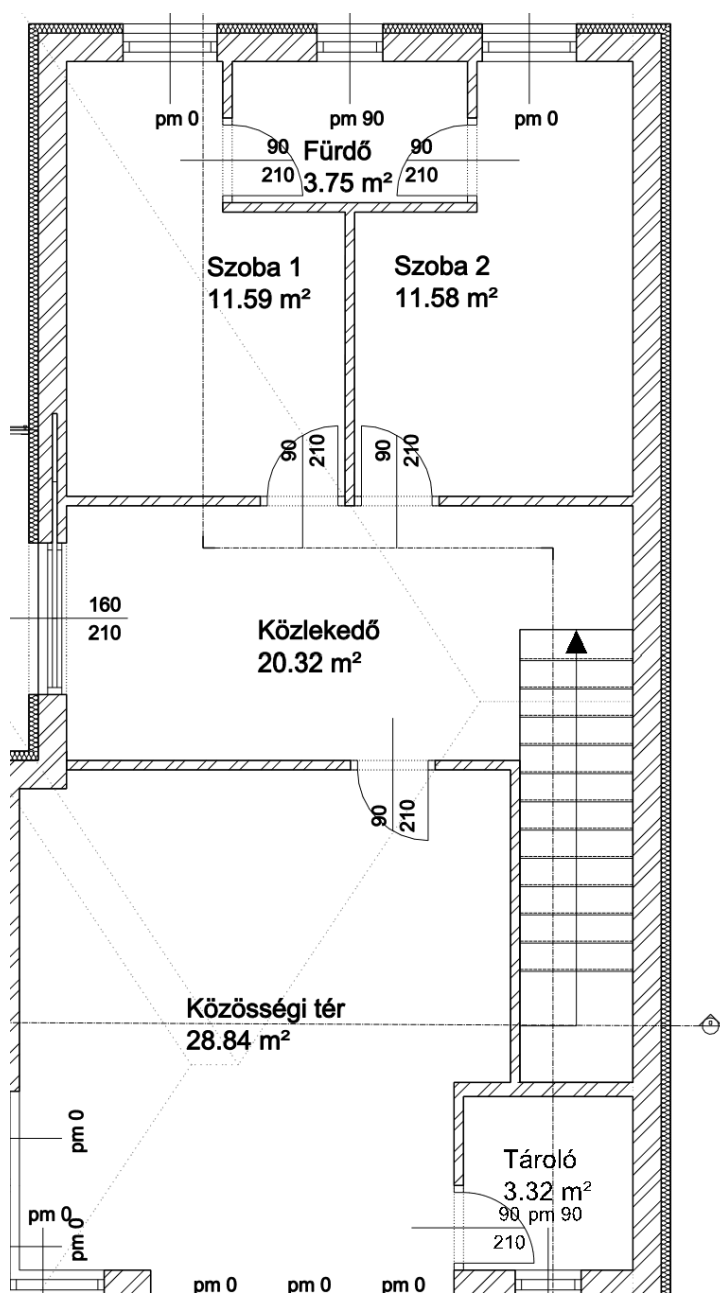 pm 0
pm 90
pm 0
90
210
Fürdő
3.75 m²
90
210
Szoba 1
11.59 m²
Szoba 2
11.58 m²
90
210
90
210
160
210
Közlekedő
20.32 m²
90
210
Közösségi tér
28.84 m²
pm 0
Tároló
3.32 m²
90 pm 90
210
pm 0
pm 0
pm 0
pm 0
pm 0